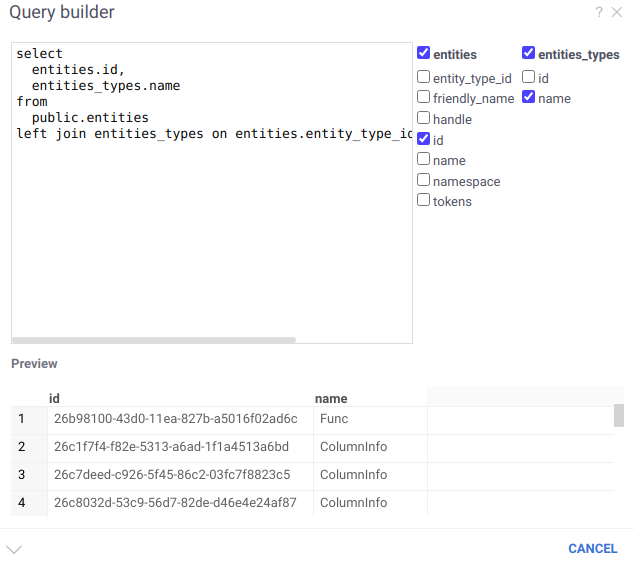 Query builder
?
select
entities.id,
entities_types.name
from
public.entities
left join entities_types on entities.entity_type_id
entities
entity_type_id
friendly_name
handle
id
name
namespace
tokens
entities_types
id
name
Preview
id name
1 26b98100-43d0-11ea-827b-a5016f02ad6c Func
2 26c1f7f4-f82e-5313-a6ad-1f1a4513a6bd ColumnInfo
3 26c7deed-c926-5f45-86c2-03fc7f8823c5 ColumnInfo
4 26c8032d-53c9-56d7-82de-d46e4e24af87 ColumnInfo
CANCEL